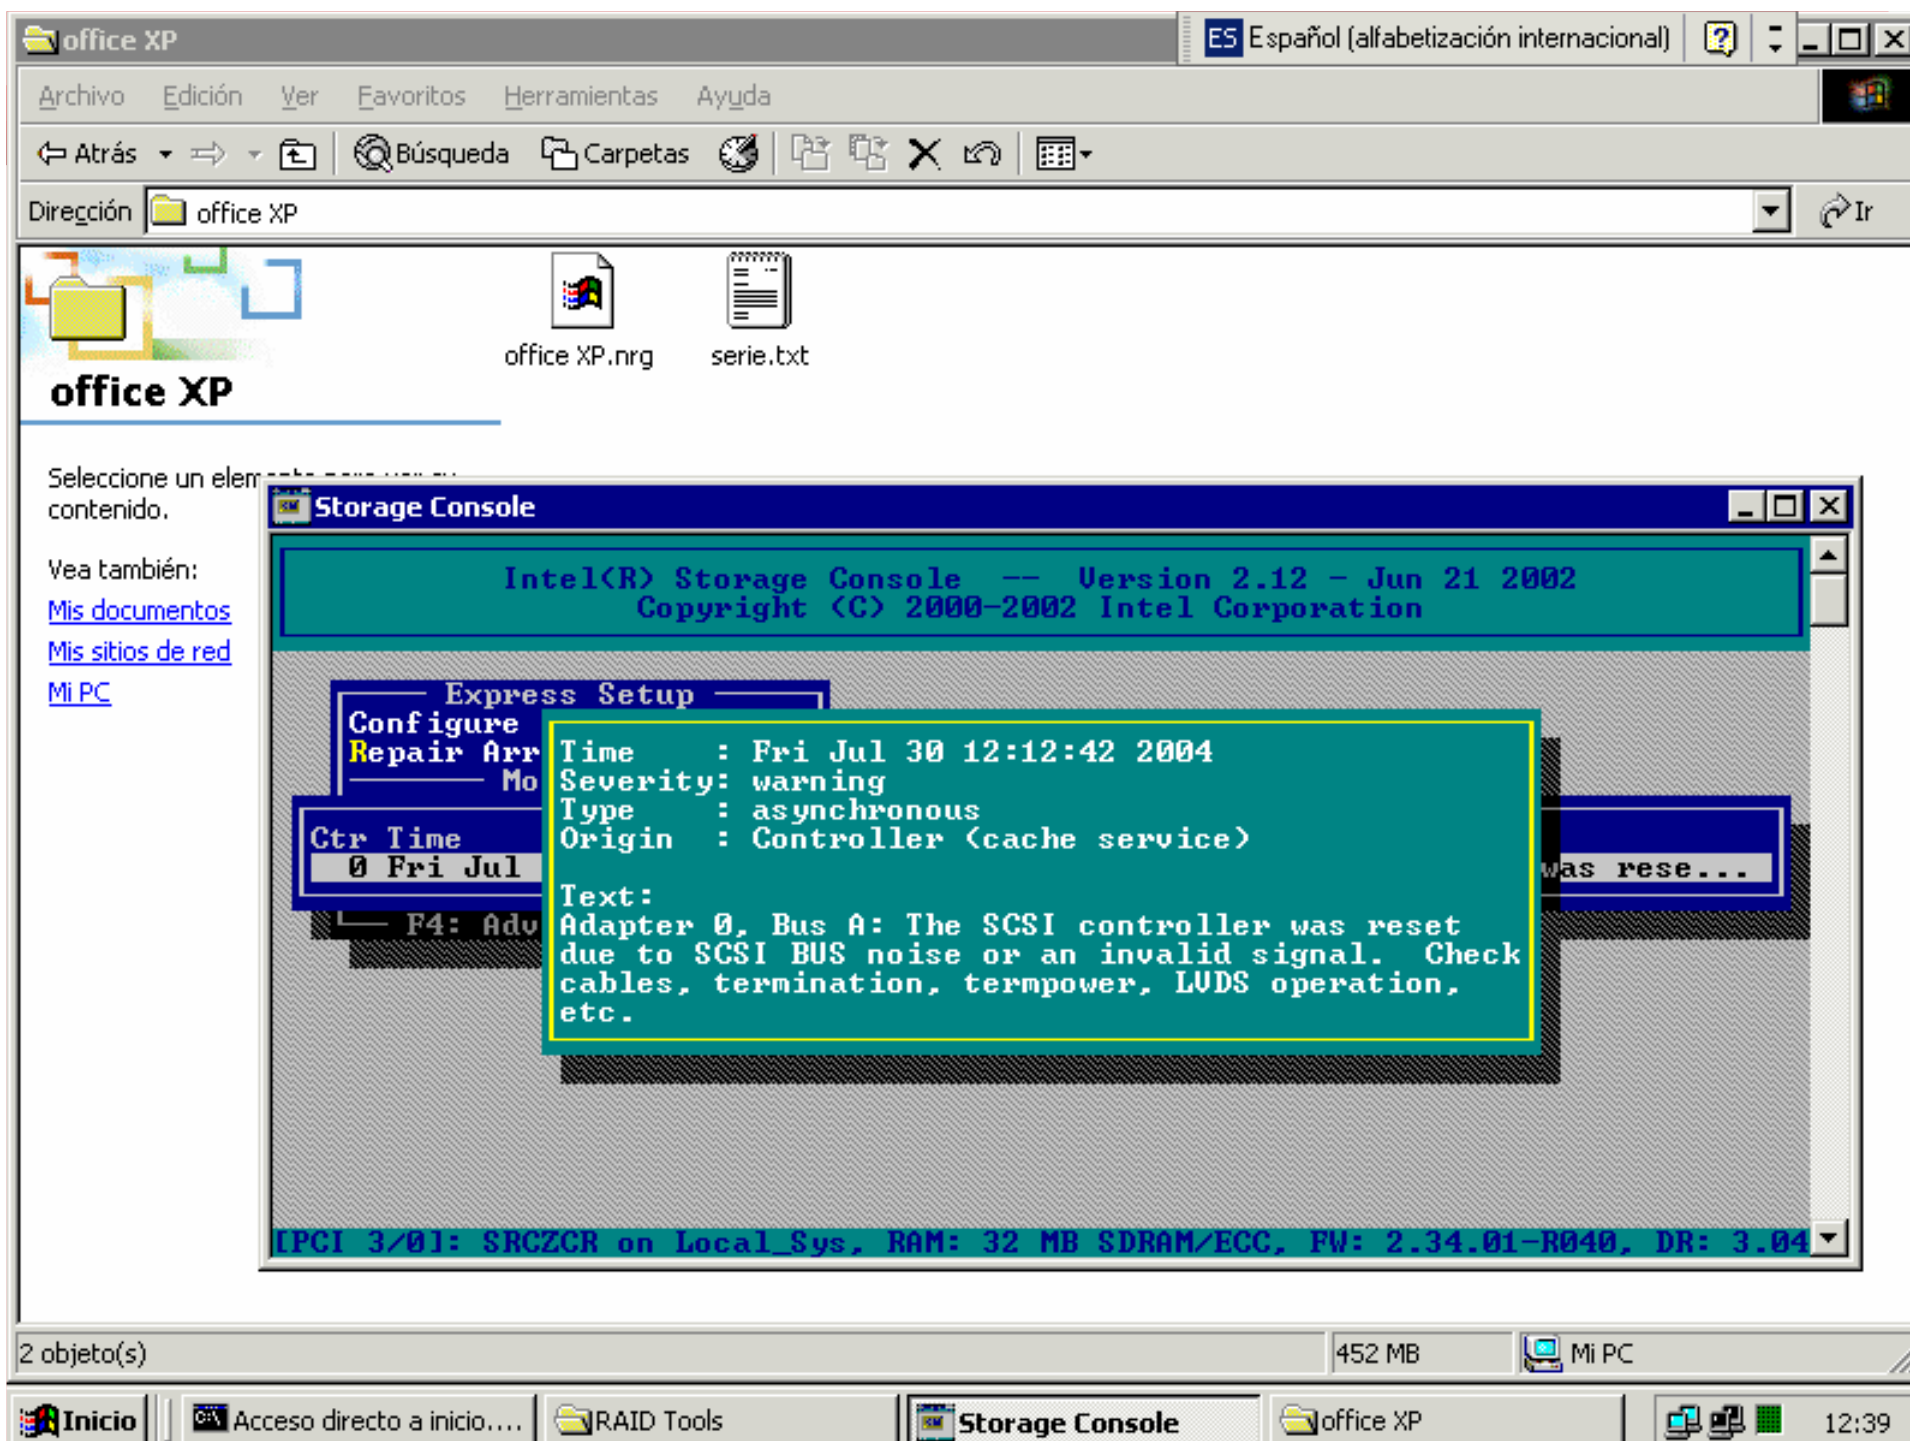 office XP
ES Español (alfabetización internacional)
Archivo Edición Ver Favoritos Herramientas Ayuda
Atrás Búsqueda Carpetas
Dirección office XP Ir
office XP.nrg serie.txt
office XP
Seleccione un elem
contenido.
Vea también:
Mis documentos
Mis sitios de red
Mi PC
Storage Console
Intel(R) Storage Console -- Version 2.12 - Jun 21 2002
Copyright (C) 2000-2002 Intel Corporation
Express Setup
Configure
Repair Arr
Mo
Ctr Time
0 Fri Jul
was rese...
F4: Adv
Time : Fri Jul 30 12:12:42 2004
Severity: warning
Type : asynchronous
Origin : Controller (cache service)
Text:
Adapter 0, Bus A: The SCSI controller was reset
due to SCSI BUS noise or an invalid signal. Check
cables, termination, termpower, LVDS operation,
etc.
[PCI 3/0]: SRCZCR on Local_Sys, RAM: 32 MB SDRAM/ECC, FW: 2.34.01-R040, DR: 3.04
2 objeto(s) 452 MB Mi PC
Inicio Acceso directo a inicio.... RAID Tools Storage Console office XP 12:39